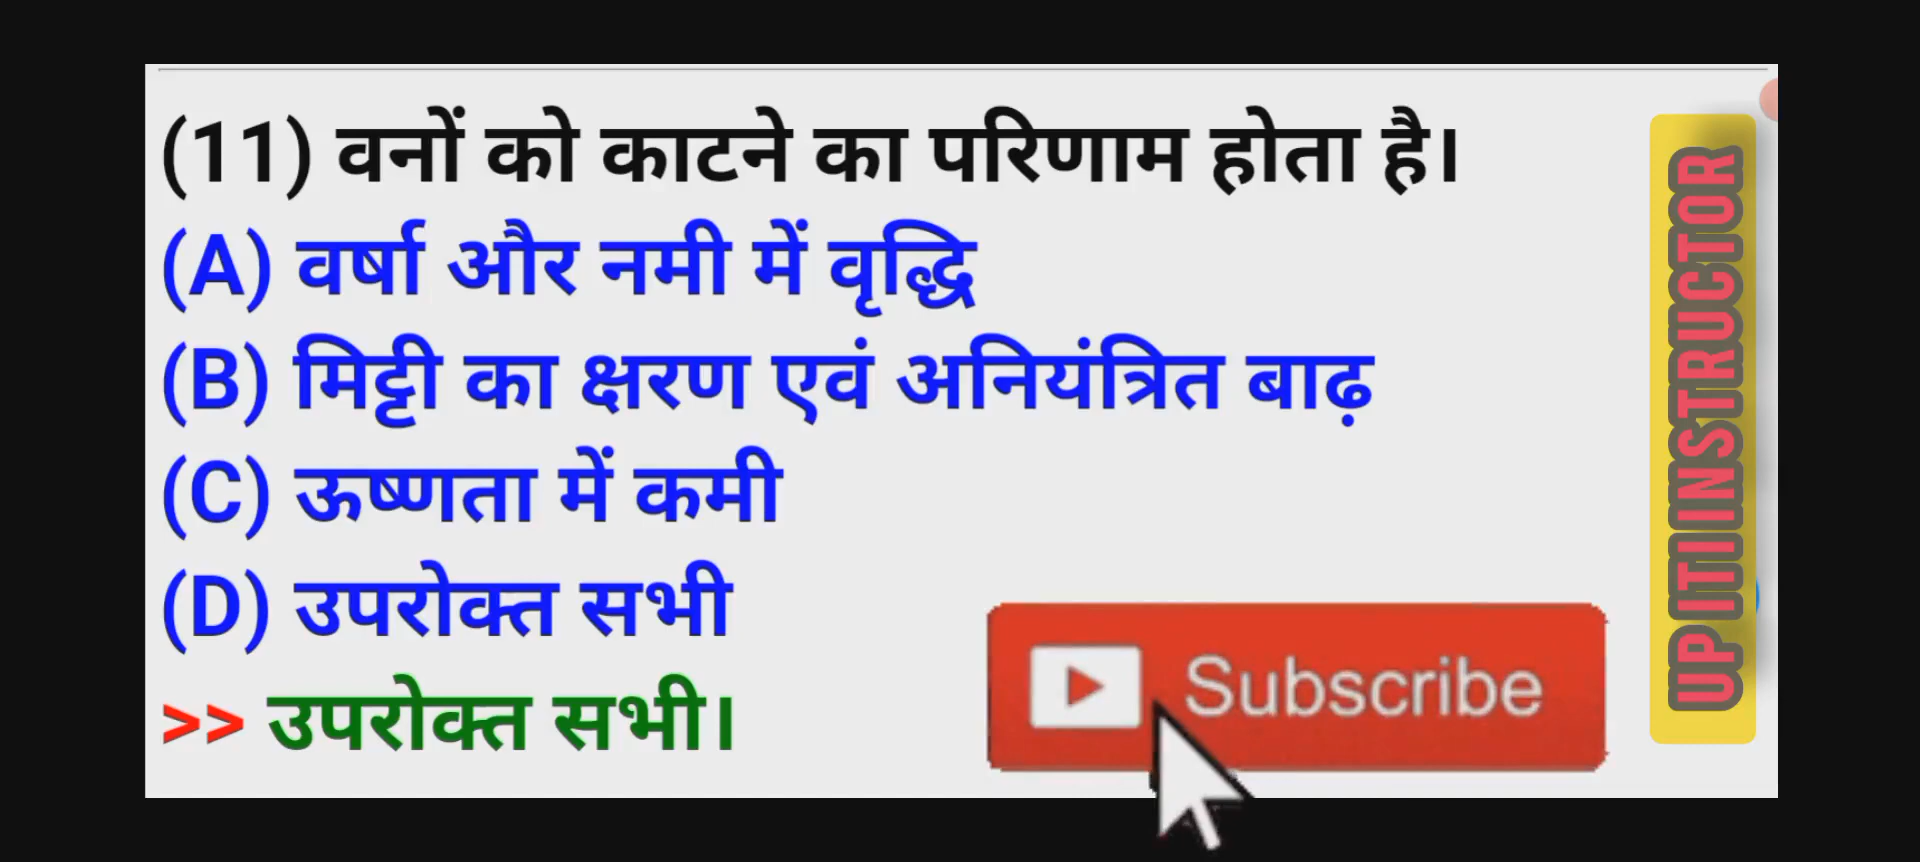 (11) वनों को काटने का परिणाम होता है।
(A) वर्षा और नमी में वृद्धि
(B) मिट्टी का क्षरण एवं अनियंत्रित बाढ़
(C) ऊष्णता में कमी
(D) उपरोक्त सभी
>> उपरोक्त सभी।
Subscribe
UP ITI INSTRUCTOR